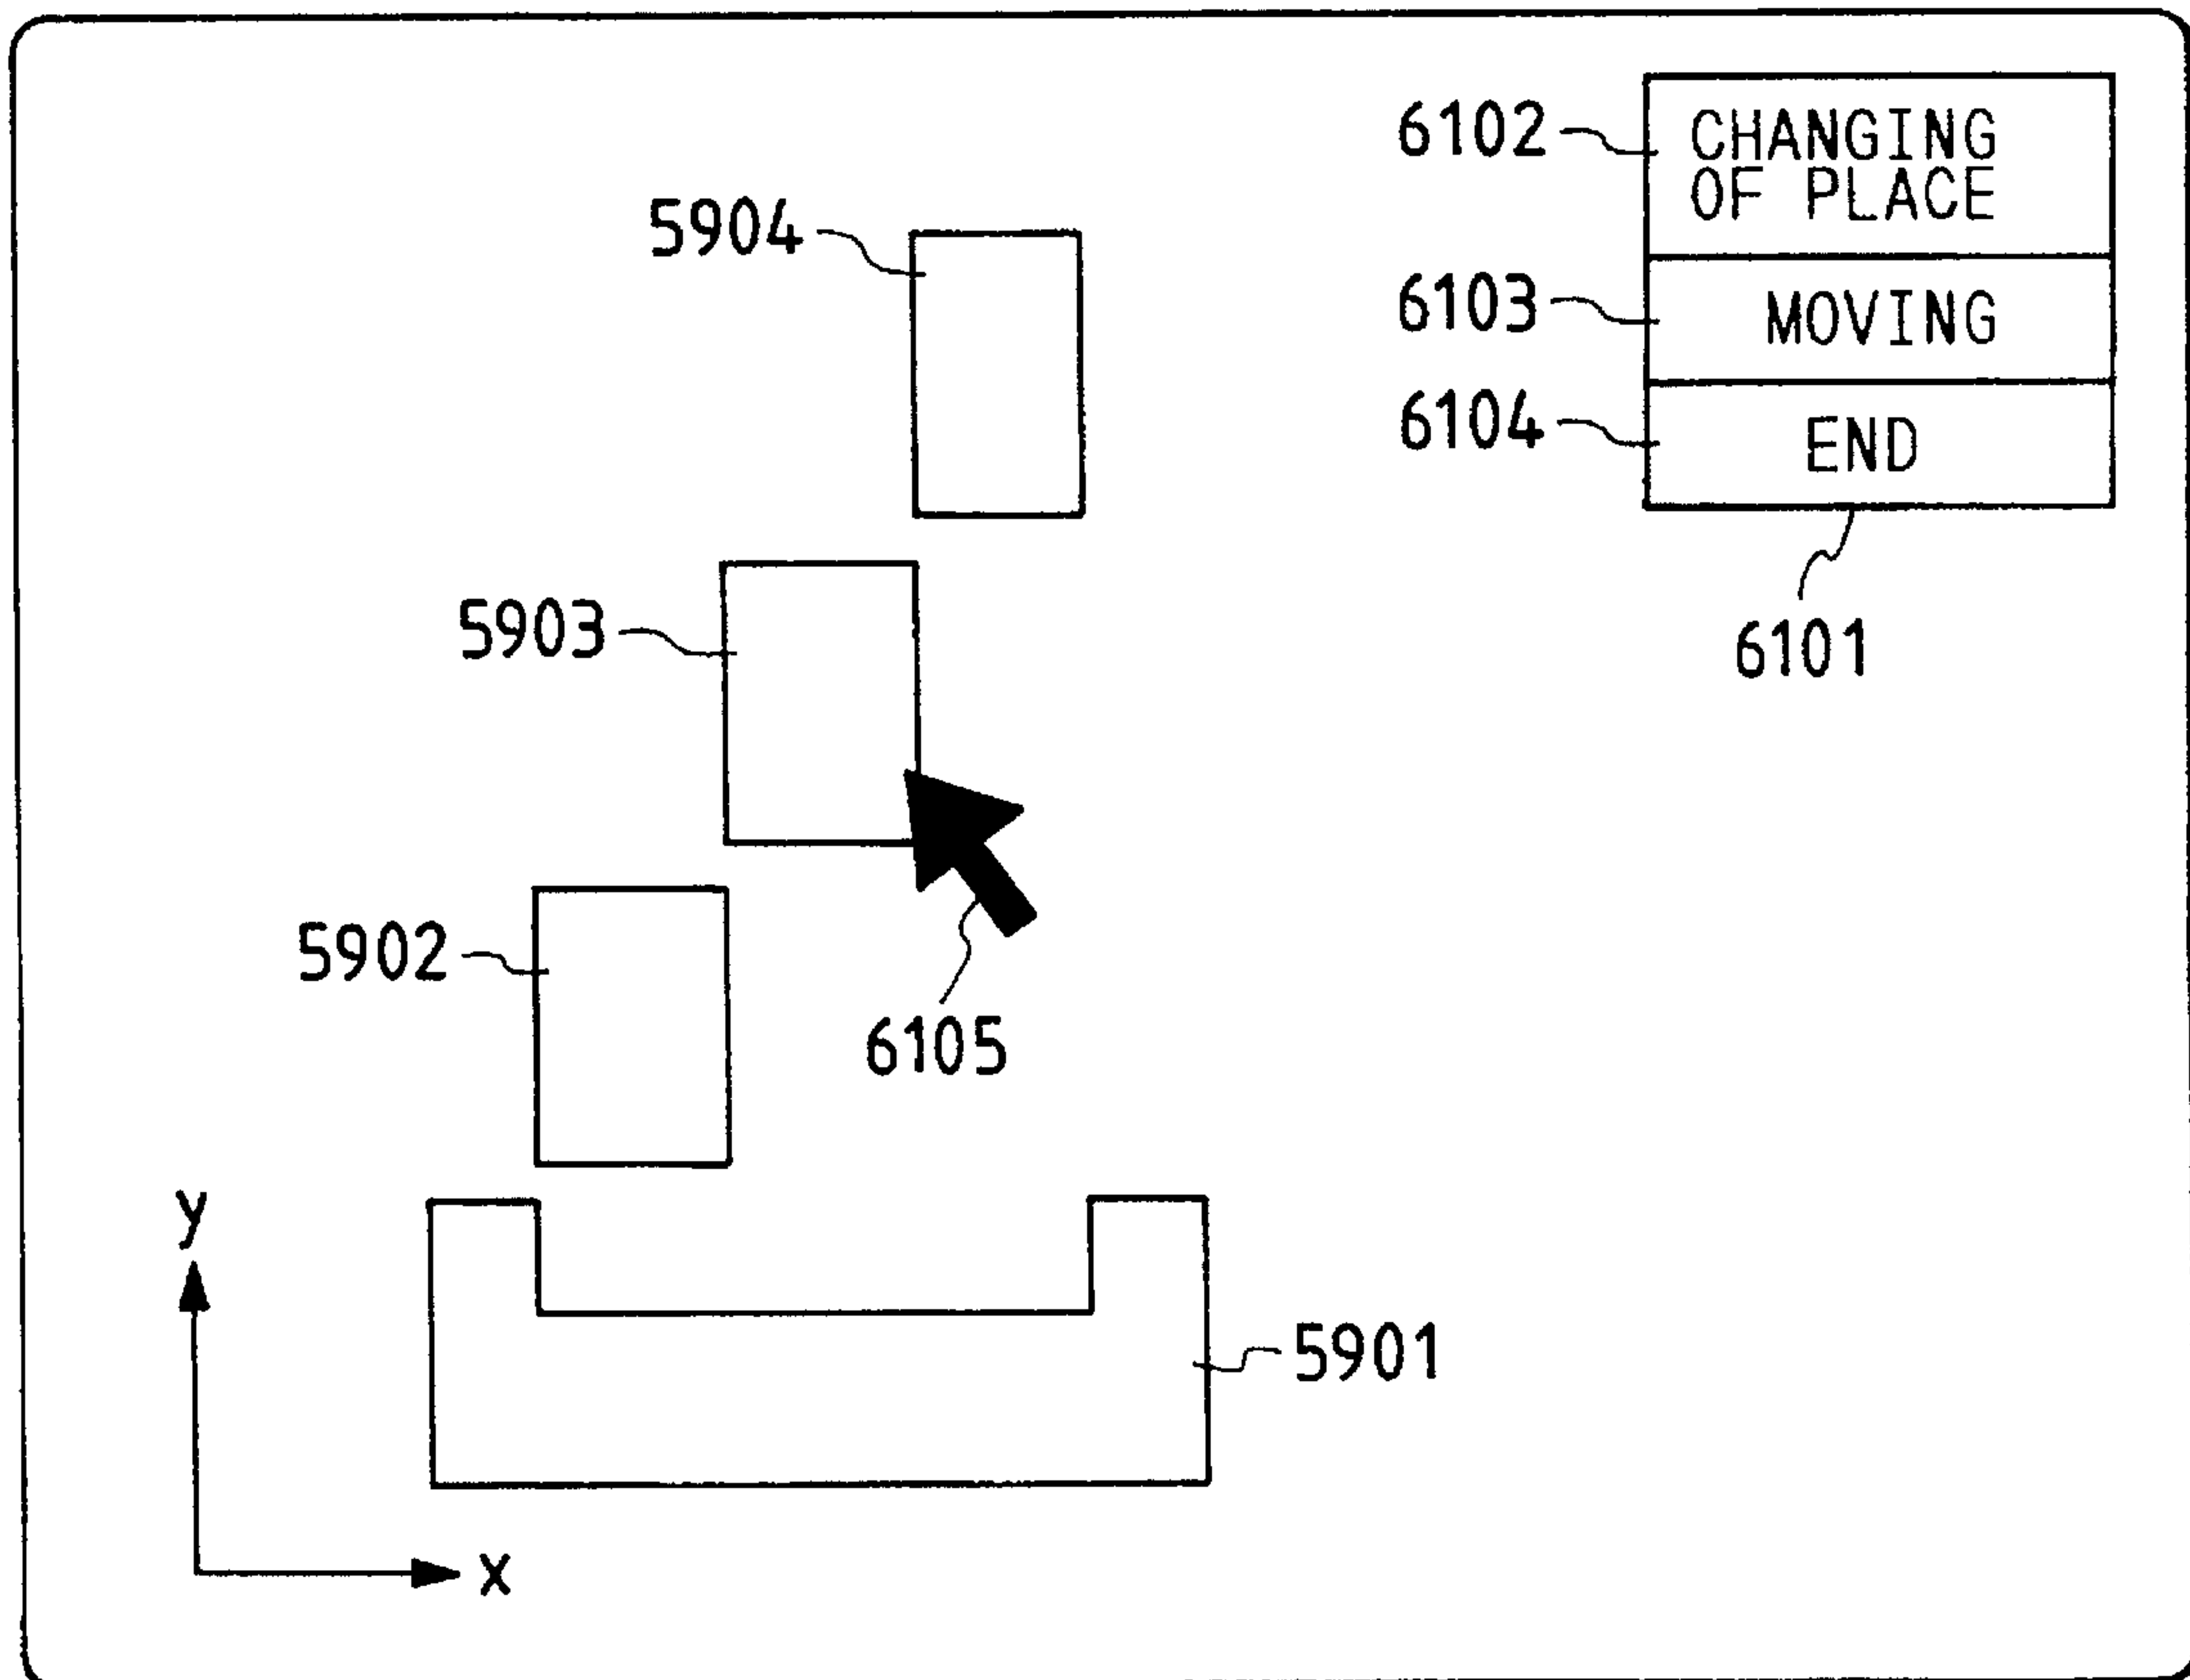 6102
CHANGING
OF PLACE
5904
6103
MOVING
6104
END
5903
6101
5902
6105
y
5901
x